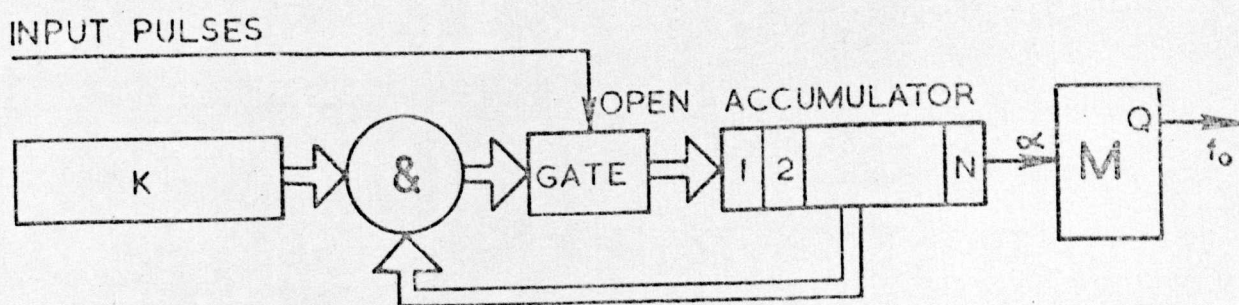 INPUT PULSES
OPEN ACCUMULATOR
K
&
GATE
1 2 N
α
M
Q
f₀